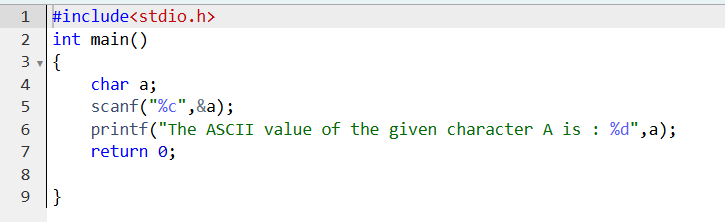 1 #include<stdio.h>
2 int main()
3 {
4     char a;
5     scanf("%c",&a);
6     printf("The ASCII value of the given character A is : %d",a);
7     return 0;
8
9 }